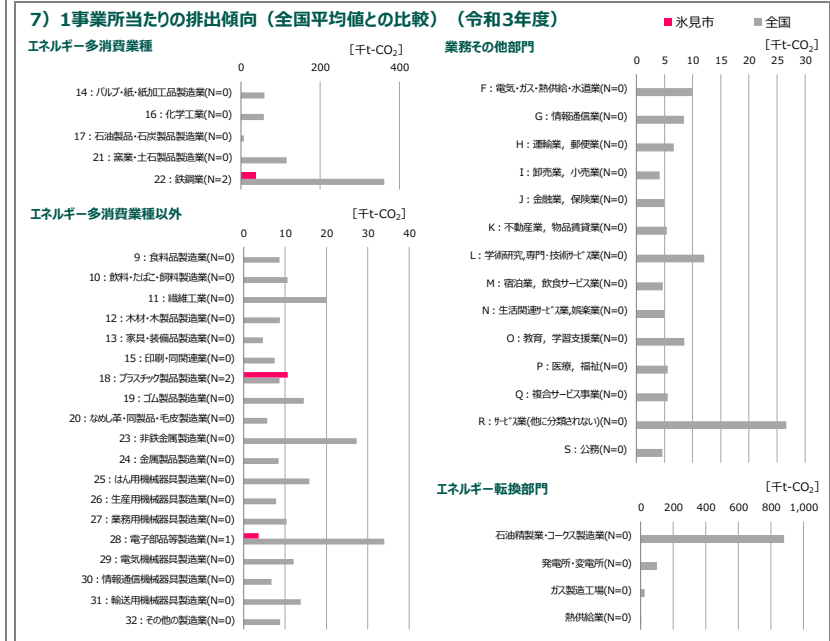 7）1事業所当たりの排出傾向（全国平均値との比較）（令和3年度）
氷見市 全国
エネルギー多消費業種
[千t-CO₂]
0 200 400
14：パルプ・紙・紙加工品製造業(N=0)
16：化学工業(N=0)
17：石油製品・石炭製品製造業(N=0)
21：窯業・土石製品製造業(N=0)
22：鉄鋼業(N=2)
エネルギー多消費業種以外
[千t-CO₂]
0 10 20 30 40
9：食料品製造業(N=0)
10：飲料・たばこ・飼料製造業(N=0)
11：繊維工業(N=0)
12：木材・木製品製造業(N=0)
13：家具・装備品製造業(N=0)
15：印刷・同関連業(N=0)
18：プラスチック製品製造業(N=2)
19：ゴム製品製造業(N=0)
20：なめし革・同製品・毛皮製造業(N=0)
23：非鉄金属製造業(N=0)
24：金属製品製造業(N=0)
25：はん用機械器具製造業(N=0)
26：生産用機械器具製造業(N=0)
27：業務用機械器具製造業(N=0)
28：電子部品等製造業(N=1)
29：電気機械器具製造業(N=0)
30：情報通信機械器具製造業(N=0)
31：輸送用機械器具製造業(N=0)
32：その他の製造業(N=0)
業務その他部門
[千t-CO₂]
0 5 10 15 20 25 30
F：電気・ガス・熱供給・水道業(N=0)
G：情報通信業(N=0)
H：運輸業，郵便業(N=0)
I：卸売業，小売業(N=0)
J：金融業，保険業(N=0)
K：不動産業，物品賃貸業(N=0)
L：学術研究,専門・技術ｻｰﾋﾞｽ業(N=0)
M：宿泊業，飲食サービス業(N=0)
N：生活関連ｻｰﾋﾞｽ業,娯楽業(N=0)
O：教育，学習支援業(N=0)
P：医療，福祉(N=0)
Q：複合サービス事業(N=0)
R：ｻｰﾋﾞｽ業(他に分類されない)(N=0)
S：公務(N=0)
エネルギー転換部門
[千t-CO₂]
0 200 400 600 800 1,000
石油精製業・コークス製造業(N=0)
発電所・変電所(N=0)
ガス製造工場(N=0)
熱供給業(N=0)